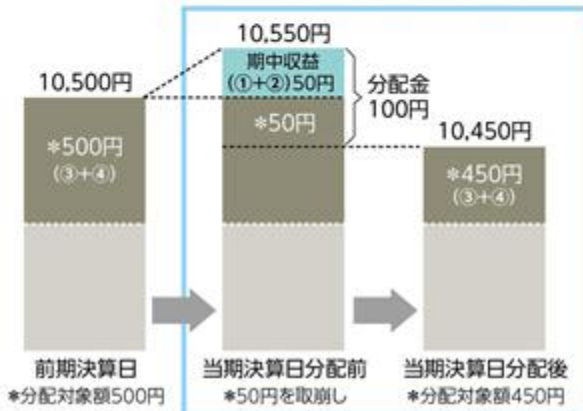 10,500円
*500円
(③+④)
前期決算日
*分配対象額500円
10,550円
期中収益
(①+②)50円
*50円
分配金
100円
当期決算日分配前
*50円を取崩し
10,450円
*450円
(③+④)
当期決算日分配後
*分配対象額450円